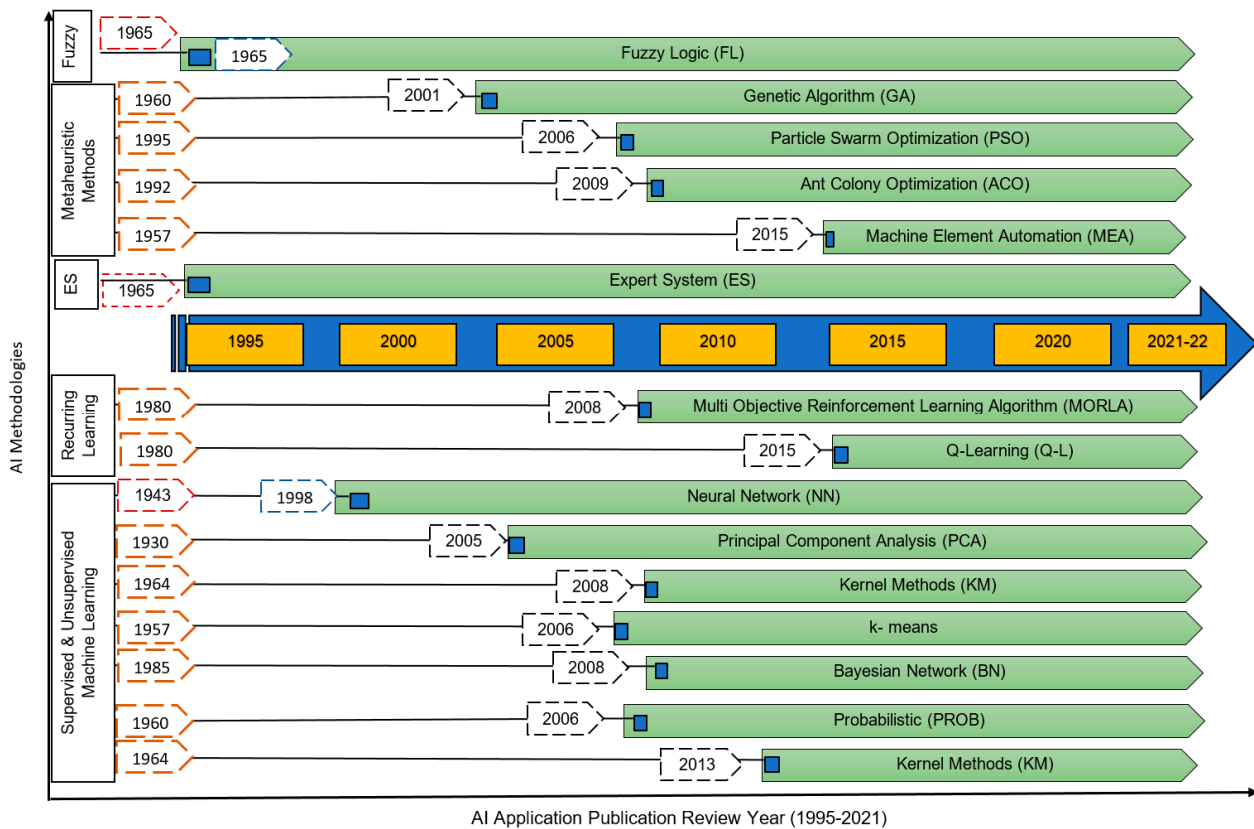 AI Methodologies
Fuzzy
1965
1965
Fuzzy Logic (FL)
Metaheuristic
Methods
1960
2001
Genetic Algorithm (GA)
1995
2006
Particle Swarm Optimization (PSO)
1992
2009
Ant Colony Optimization (ACO)
1957
2015
Machine Element Automation (MEA)
ES
1965
Expert System (ES)
1995
2000
2005
2010
2015
2020
2021-22
Recurring
Learning
1980
2008
Multi Objective Reinforcement Learning Algorithm (MORLA)
1980
2015
Q-Learning (Q-L)
Supervised & Unsupervised
Machine Learning
1943
1998
Neural Network (NN)
1930
2005
Principal Component Analysis (PCA)
1964
2008
Kernel Methods (KM)
1957
2006
k- means
1985
2008
Bayesian Network (BN)
1960
2006
Probabilistic (PROB)
1964
2013
Kernel Methods (KM)
AI Application Publication Review Year (1995-2021)